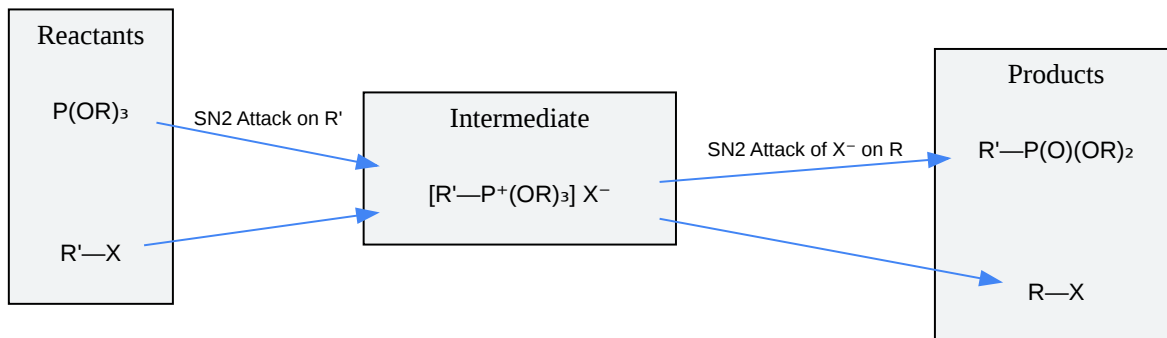 Reactants
P(OR)₃
R'—X
SN2 Attack on R'
Intermediate
[R'—P⁺(OR)₃] X⁻
SN2 Attack of X⁻ on R
Products
R'—P(O)(OR)₂
R—X